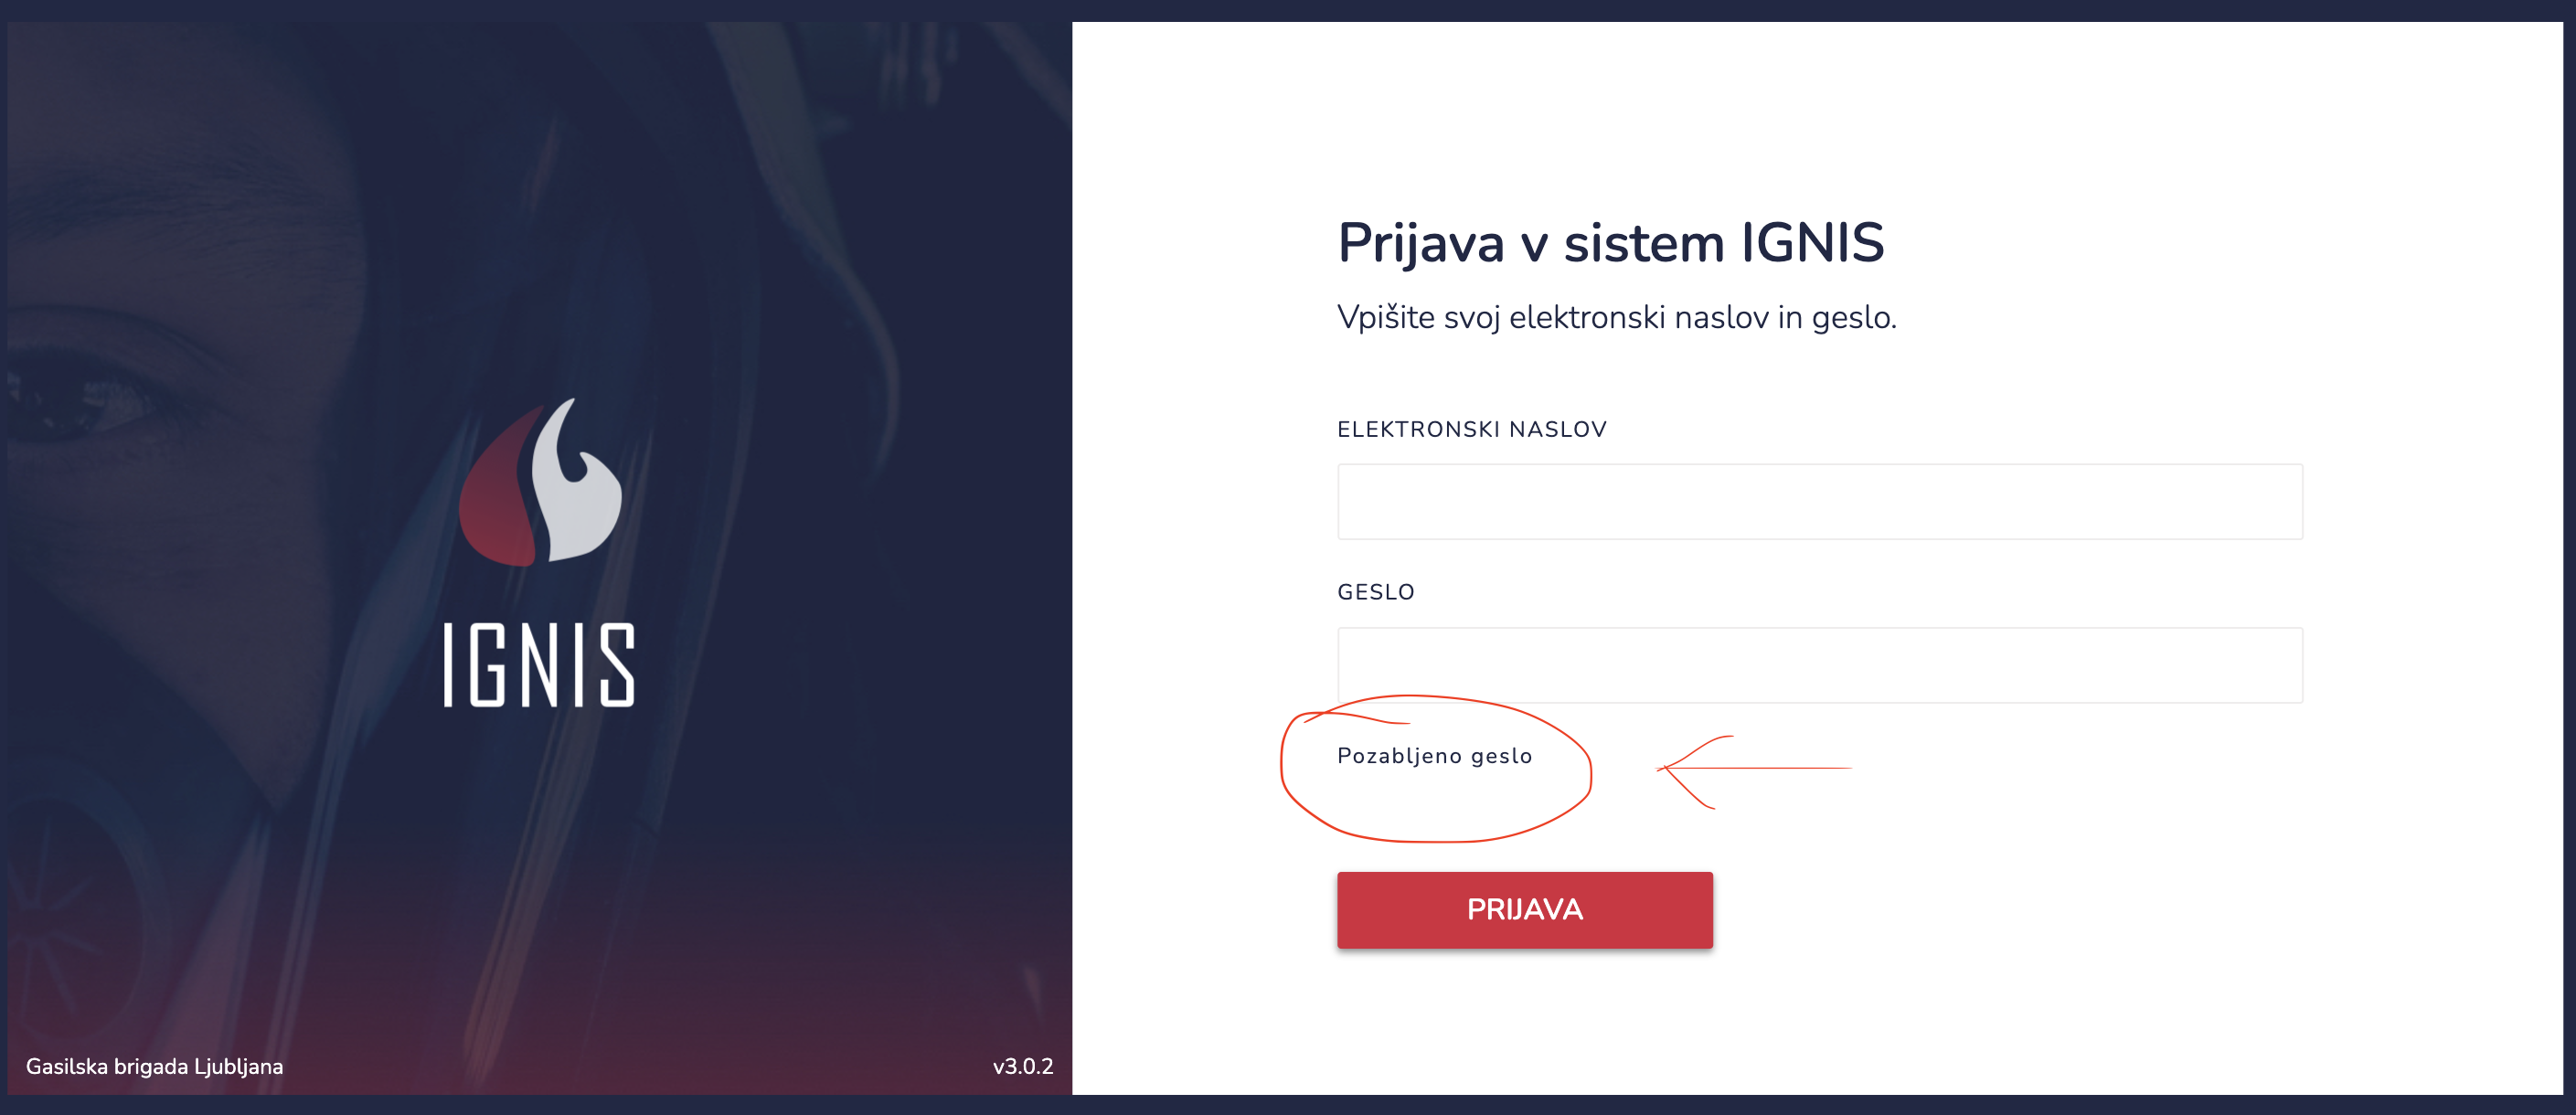 IGNIS
Gasilska brigada Ljubljana
v3.0.2
Prijava v sistem IGNIS
Vpišite svoj elektronski naslov in geslo.
ELEKTRONSKI NASLOV
GESLO
Pozabljeno geslo
PRIJAVA